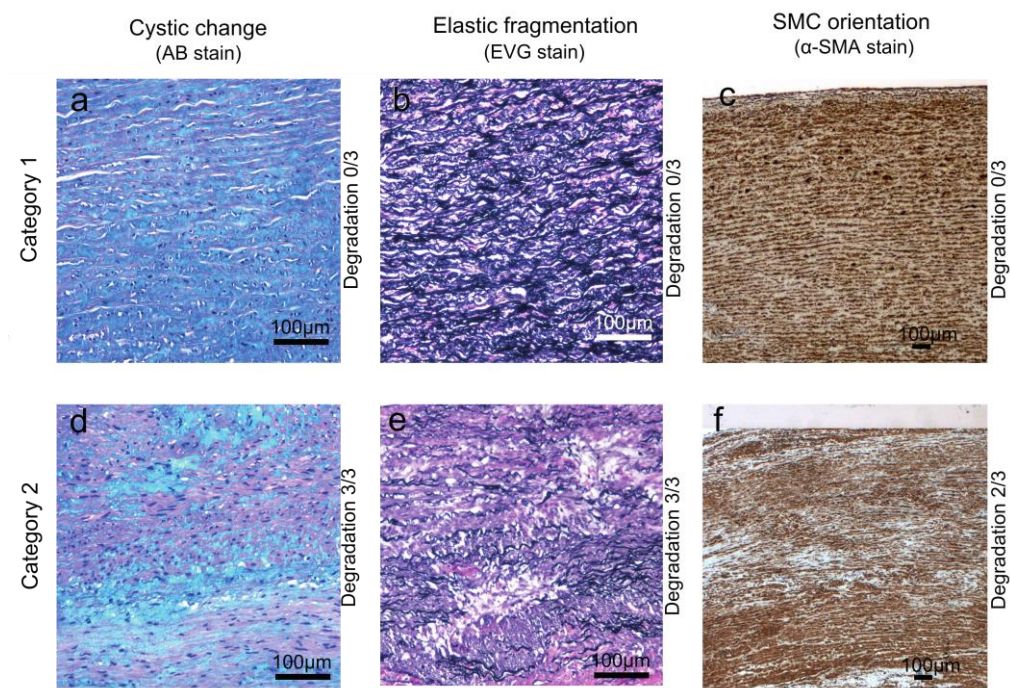 Cystic change
(AB stain)
Elastic fragmentation
(EVG stain)
SMC orientation
(α-SMA stain)
Category 1
a
100µm
Degradation 0/3
b
100µm
Degradation 0/3
c
100µm
Degradation 0/3
Category 2
d
100µm
Degradation 3/3
e
100µm
Degradation 3/3
f
100µm
Degradation 2/3